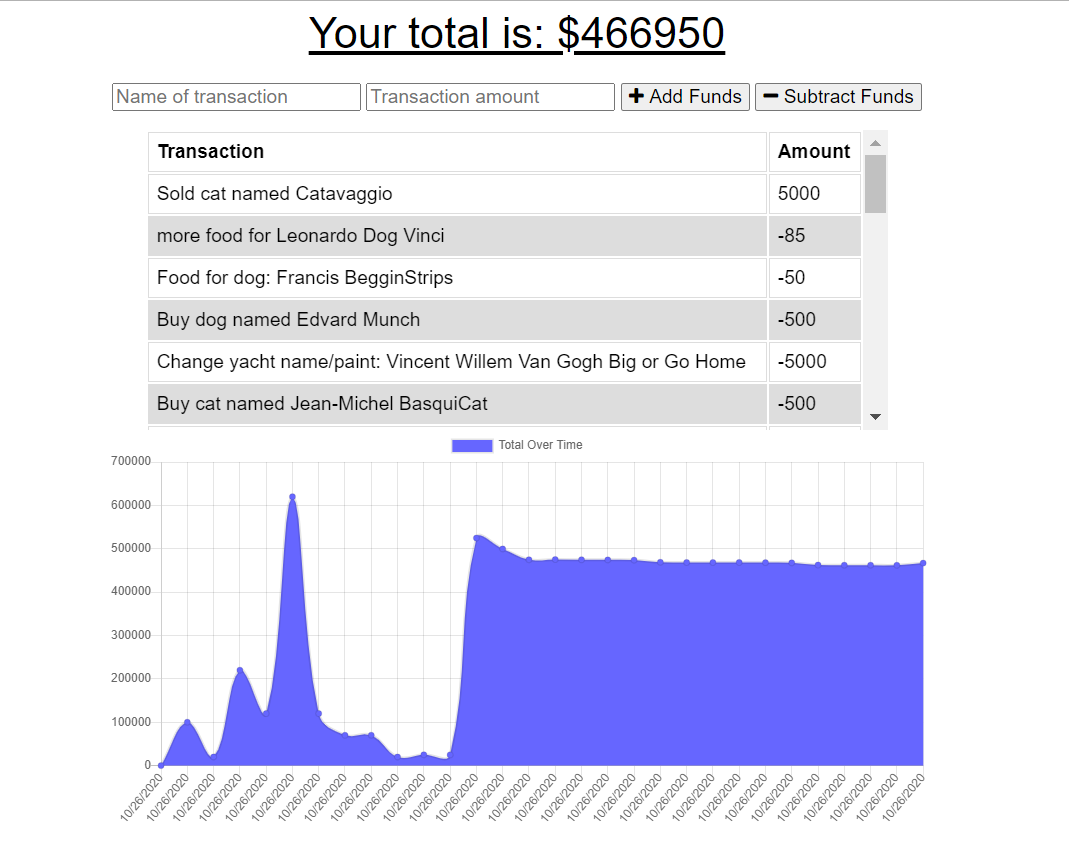 Your total is: $466950
Name of transaction Transaction amount Add Funds Subtract Funds
Transaction Amount
Sold cat named Catavaggio 5000
more food for Leonardo Dog Vinci -85
Food for dog: Francis BegginStrips -50
Buy dog named Edvard Munch -500
Change yacht name/paint: Vincent Willem Van Gogh Big or Go Home -5000
Buy cat named Jean-Michel BasquiCat -500
Total Over Time
700000
600000
500000
400000
300000
200000
100000
0
10/26/2020 10/26/2020 10/26/2020 10/26/2020 10/26/2020 10/26/2020 10/26/2020 10/26/2020 10/26/2020 10/26/2020 10/26/2020 10/26/2020 10/26/2020 10/26/2020 10/26/2020 10/26/2020 10/26/2020 10/26/2020 10/26/2020 10/26/2020 10/26/2020 10/26/2020 10/26/2020 10/26/2020 10/26/2020 10/26/2020 10/26/2020 10/26/2020 10/26/2020 10/26/2020